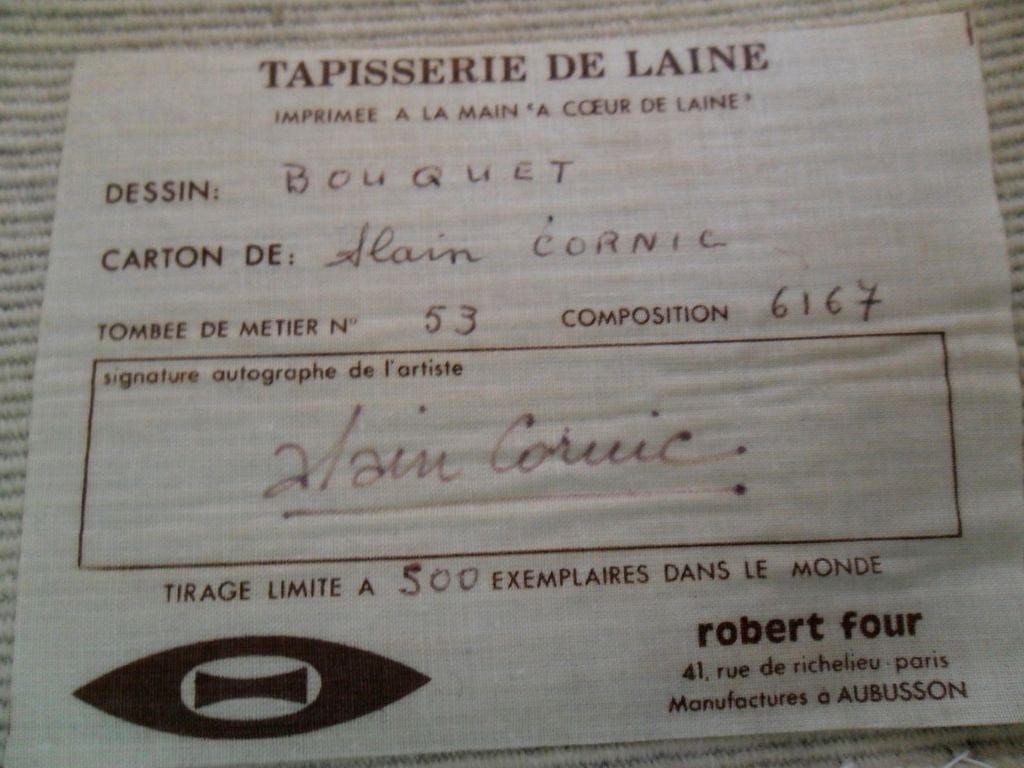 TAPISSERIE DE LAINE
IMPRIMEE A LA MAIN "A CŒUR DE LAINE"
DESSIN: BOUQUET
CARTON DE: Alain CORNIC
TOMBEE DE METIER N° 53 COMPOSITION 6167
signature autographe de l'artiste
alain Cornic.
TIRAGE LIMITE A 500 EXEMPLAIRES DANS LE MONDE
robert four
41, rue de richelieu - paris
Manufactures à AUBUSSON